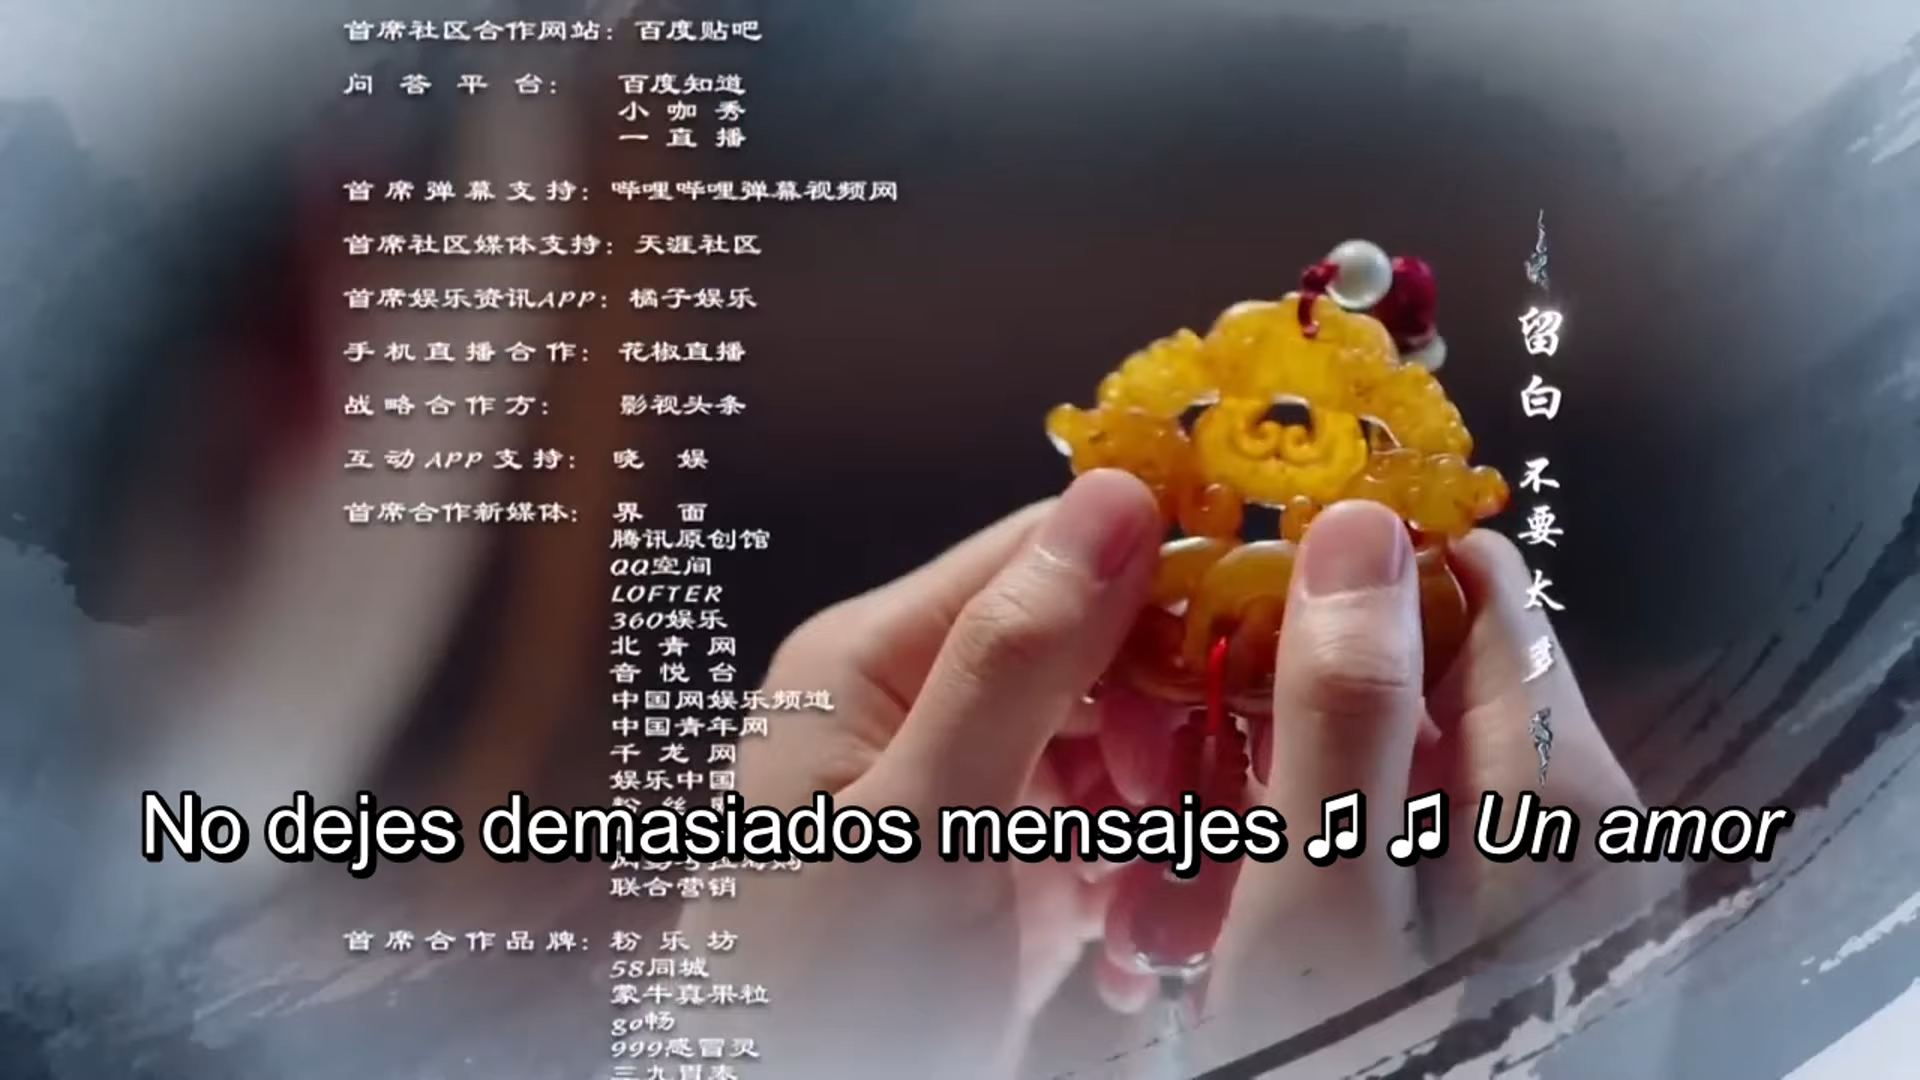 首席社区合作网站：百度贴吧
问答平台：百度知道
小咖秀
一直播
首席弹幕支持：哔哩哔哩弹幕视频网
首席社区媒体支持：天涯社区
首席娱乐资讯APP：橘子娱乐
手机直播合作：花椒直播
战略合作方：影视头条
互动APP支持：晓娱
首席合作新媒体：界面
腾讯原创馆
QQ空间
LOFTER
360娱乐
北青网
音悦台
中国网娱乐频道
中国青年网
千龙网
娱乐中国
联合营销
首席合作品牌：粉乐坊
58同城
蒙牛真果粒
go畅
999感冒灵
三九胃泰
留白 不要太多
No dejes demasiados mensajes ♫ ♫ Un amor